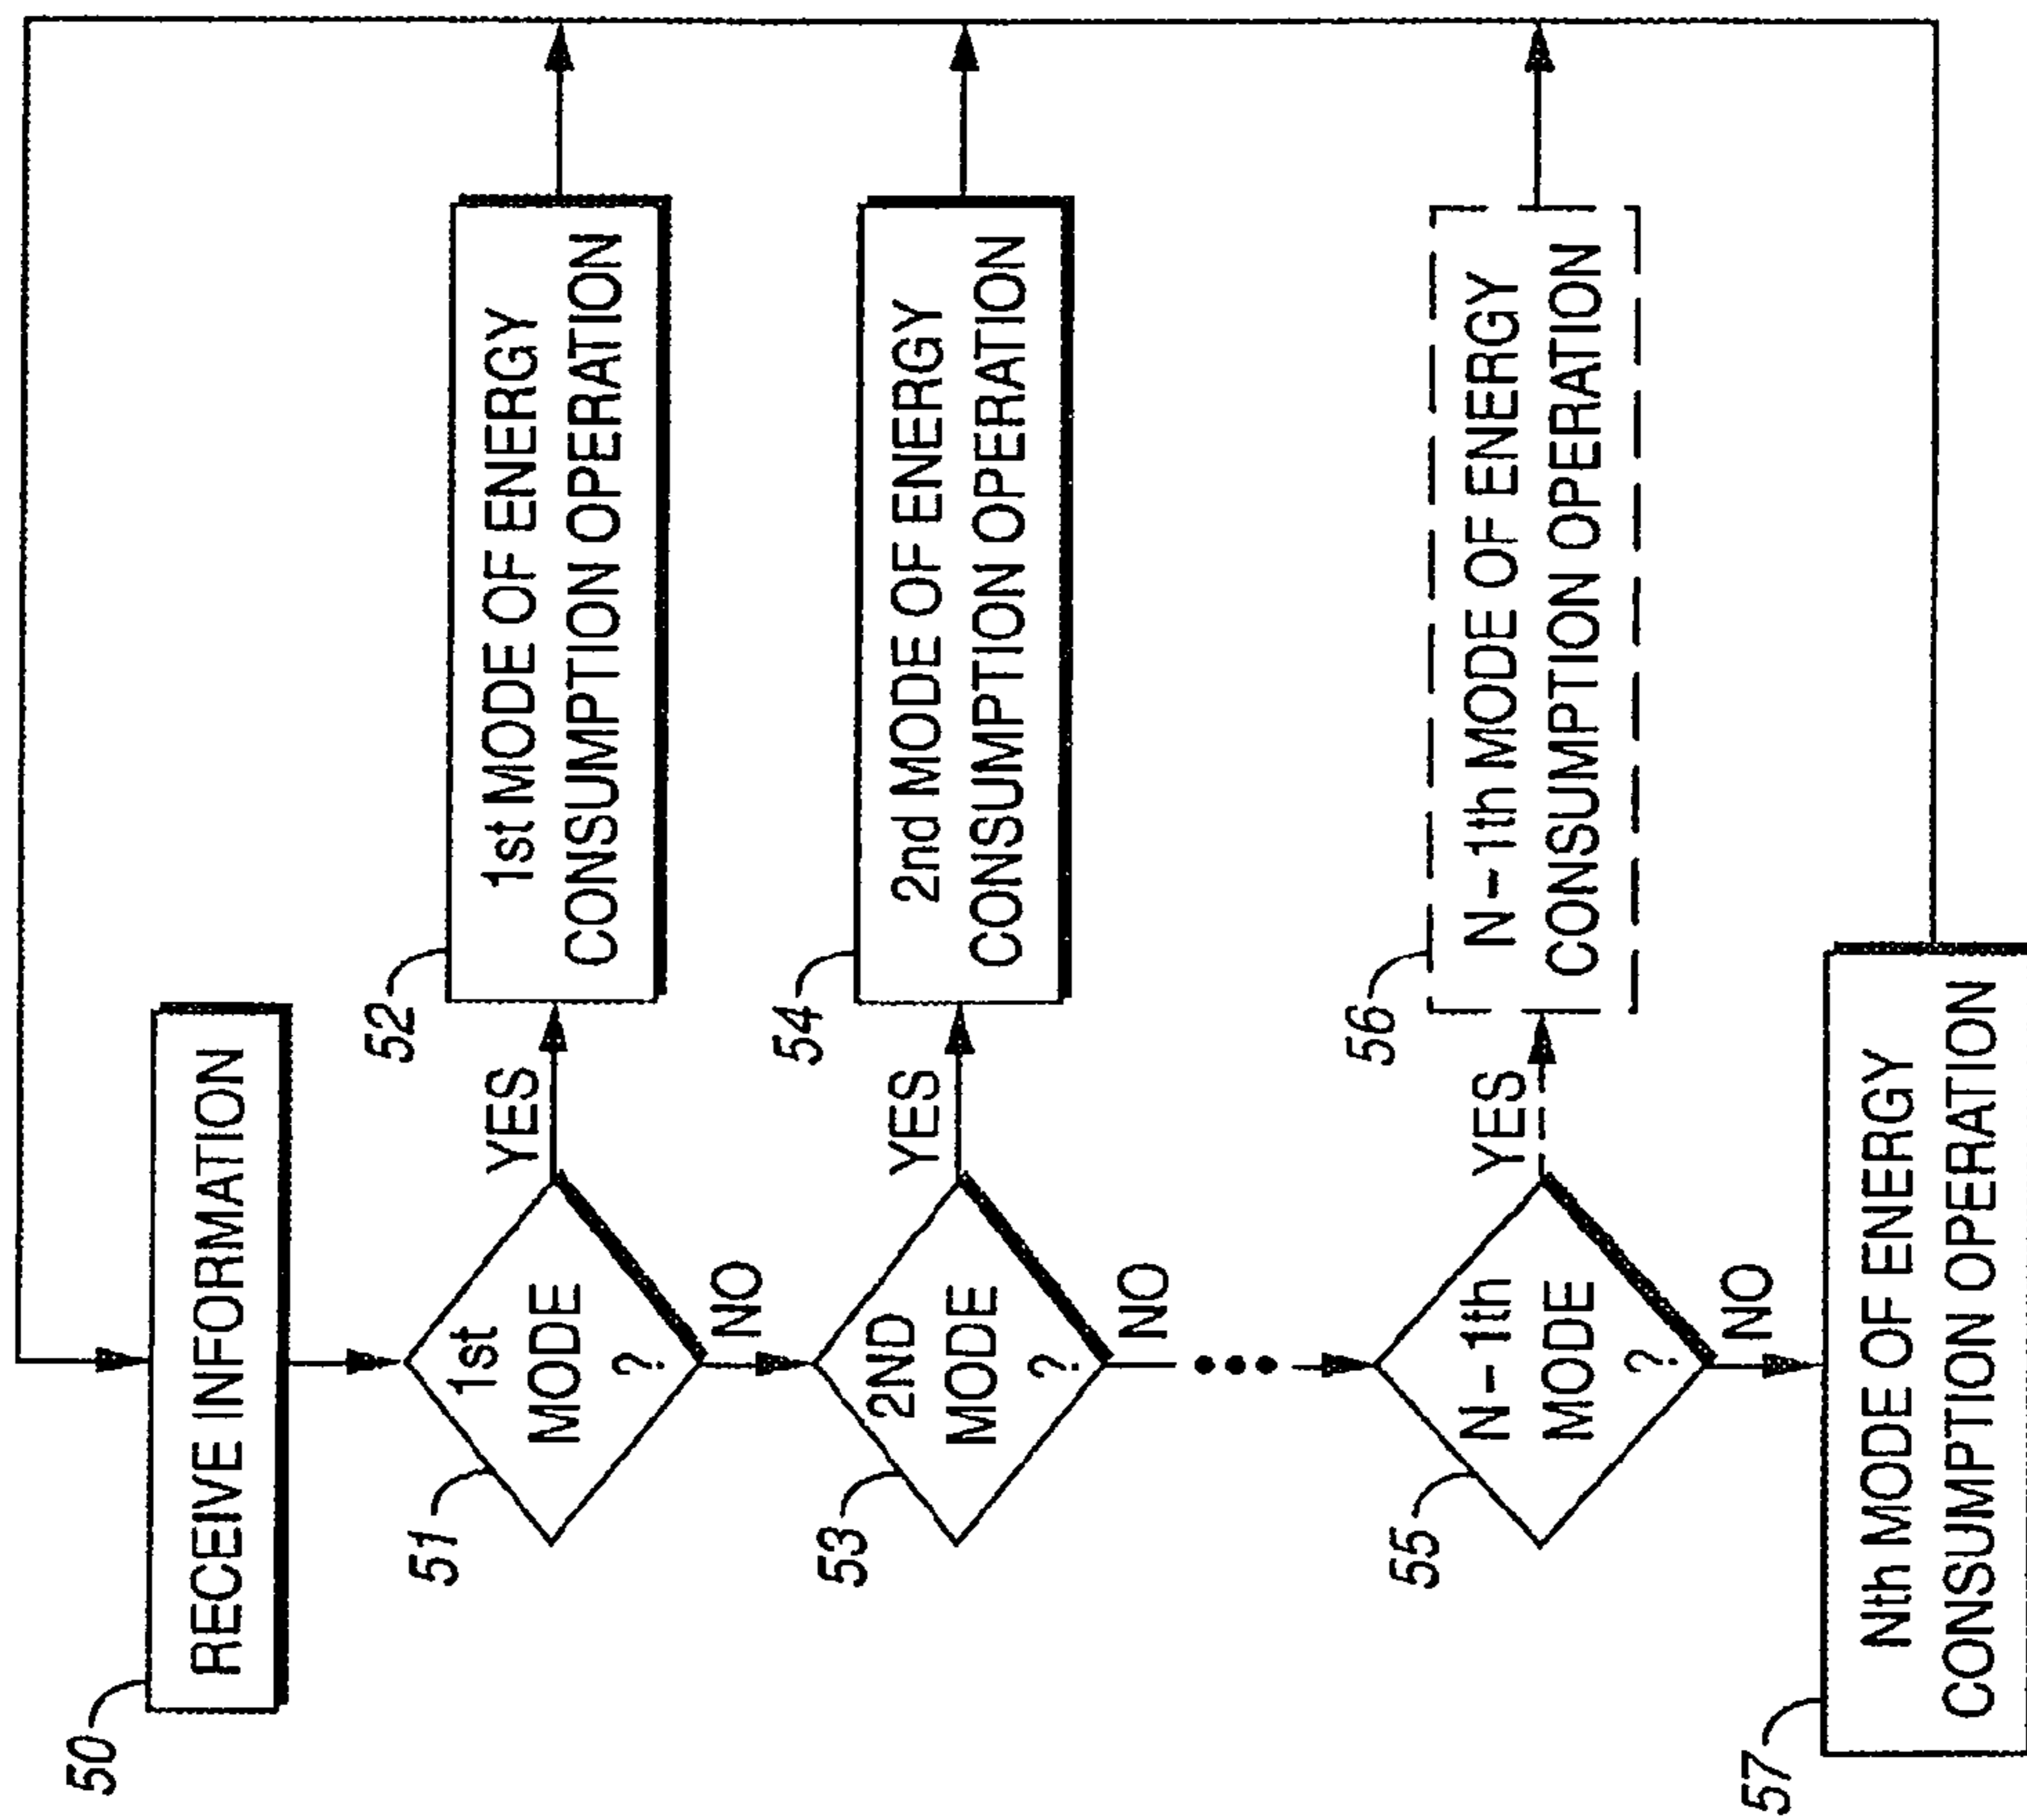 50
RECEIVE INFORMATION
51
1st
MODE
?
YES
NO
52
1st MODE OF ENERGY
CONSUMPTION OPERATION
53
2ND
MODE
?
YES
NO
54
2nd MODE OF ENERGY
CONSUMPTION OPERATION
55
N-1th
MODE
?
YES
NO
56
N-1th MODE OF ENERGY
CONSUMPTION OPERATION
57
Nth MODE OF ENERGY
CONSUMPTION OPERATION